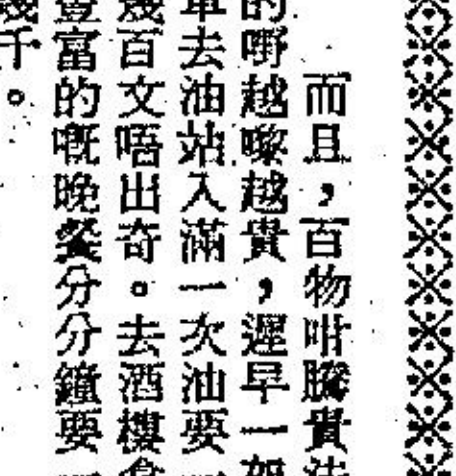 而且，百物咁騰貴法
的嘢越嚟越貴，遲早一架
車去油站入滿一次油要
幾百文唔出奇。去酒樓食
豐富的嘅晚餐分分鐘要一
幾千。